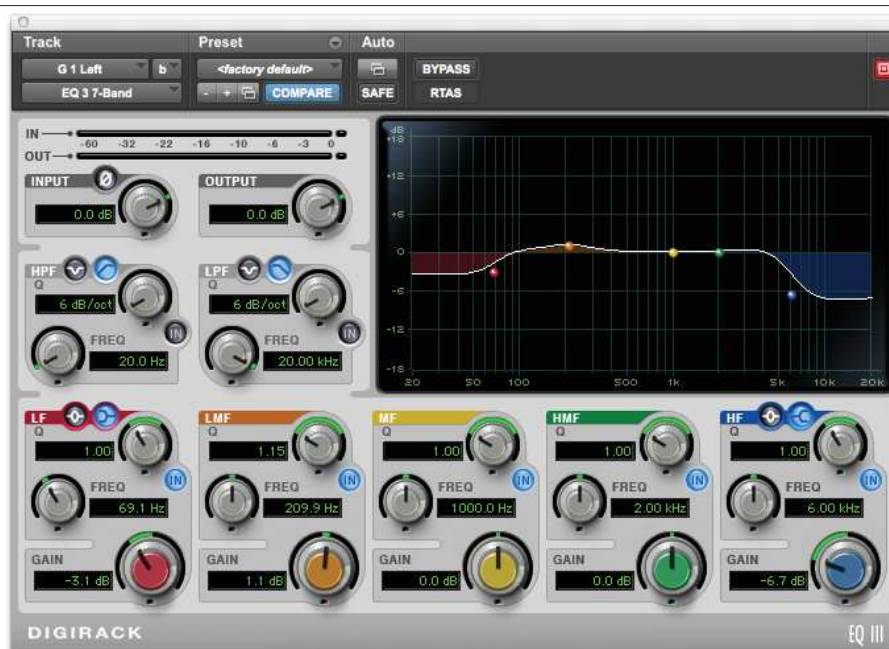 Track Preset Auto
G 1 Left b <factory default> BYPASS
EQ 3 7-Band - + COMPARE SAFE RTAS
IN -60 -32 -22 -16 -10 -6 -3 0
OUT
INPUT Ø OUTPUT
0.0 dB 0.0 dB
HPF LPF
Q Q
6 dB/oct 6 dB/oct
IN IN
FREQ FREQ
20.0 Hz 20.00 kHz
dB
+18
+12
+6
0
-6
-12
-18
20 50 100 500 1k 5k 10k 20k
LF LMF MF HMF HF
Q Q Q Q Q
1.00 1.15 1.00 1.00 1.00
IN IN IN IN IN
FREQ FREQ FREQ FREQ FREQ
69.1 Hz 209.9 Hz 1000.0 Hz 2.00 kHz 6.00 kHz
GAIN GAIN GAIN GAIN GAIN
-3.1 dB 1.1 dB 0.0 dB 0.0 dB -6.7 dB
DIGIRACK EQ III